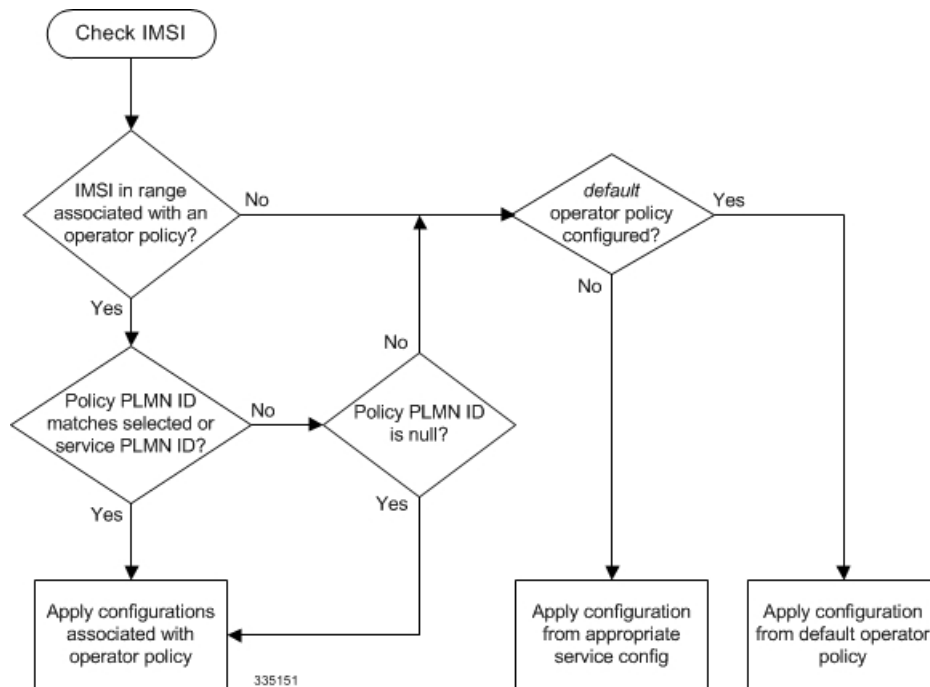 Check IMSI
IMSI in range
associated with an
operator policy?
No
Yes
default
operator policy
configured?
Yes
No
Policy PLMN ID
matches selected or
service PLMN ID?
No
Yes
No
Policy PLMN ID
is null?
Yes
Apply configurations
associated with
operator policy
Apply configuration
from appropriate
service config
Apply configuration
from default operator
policy
335151